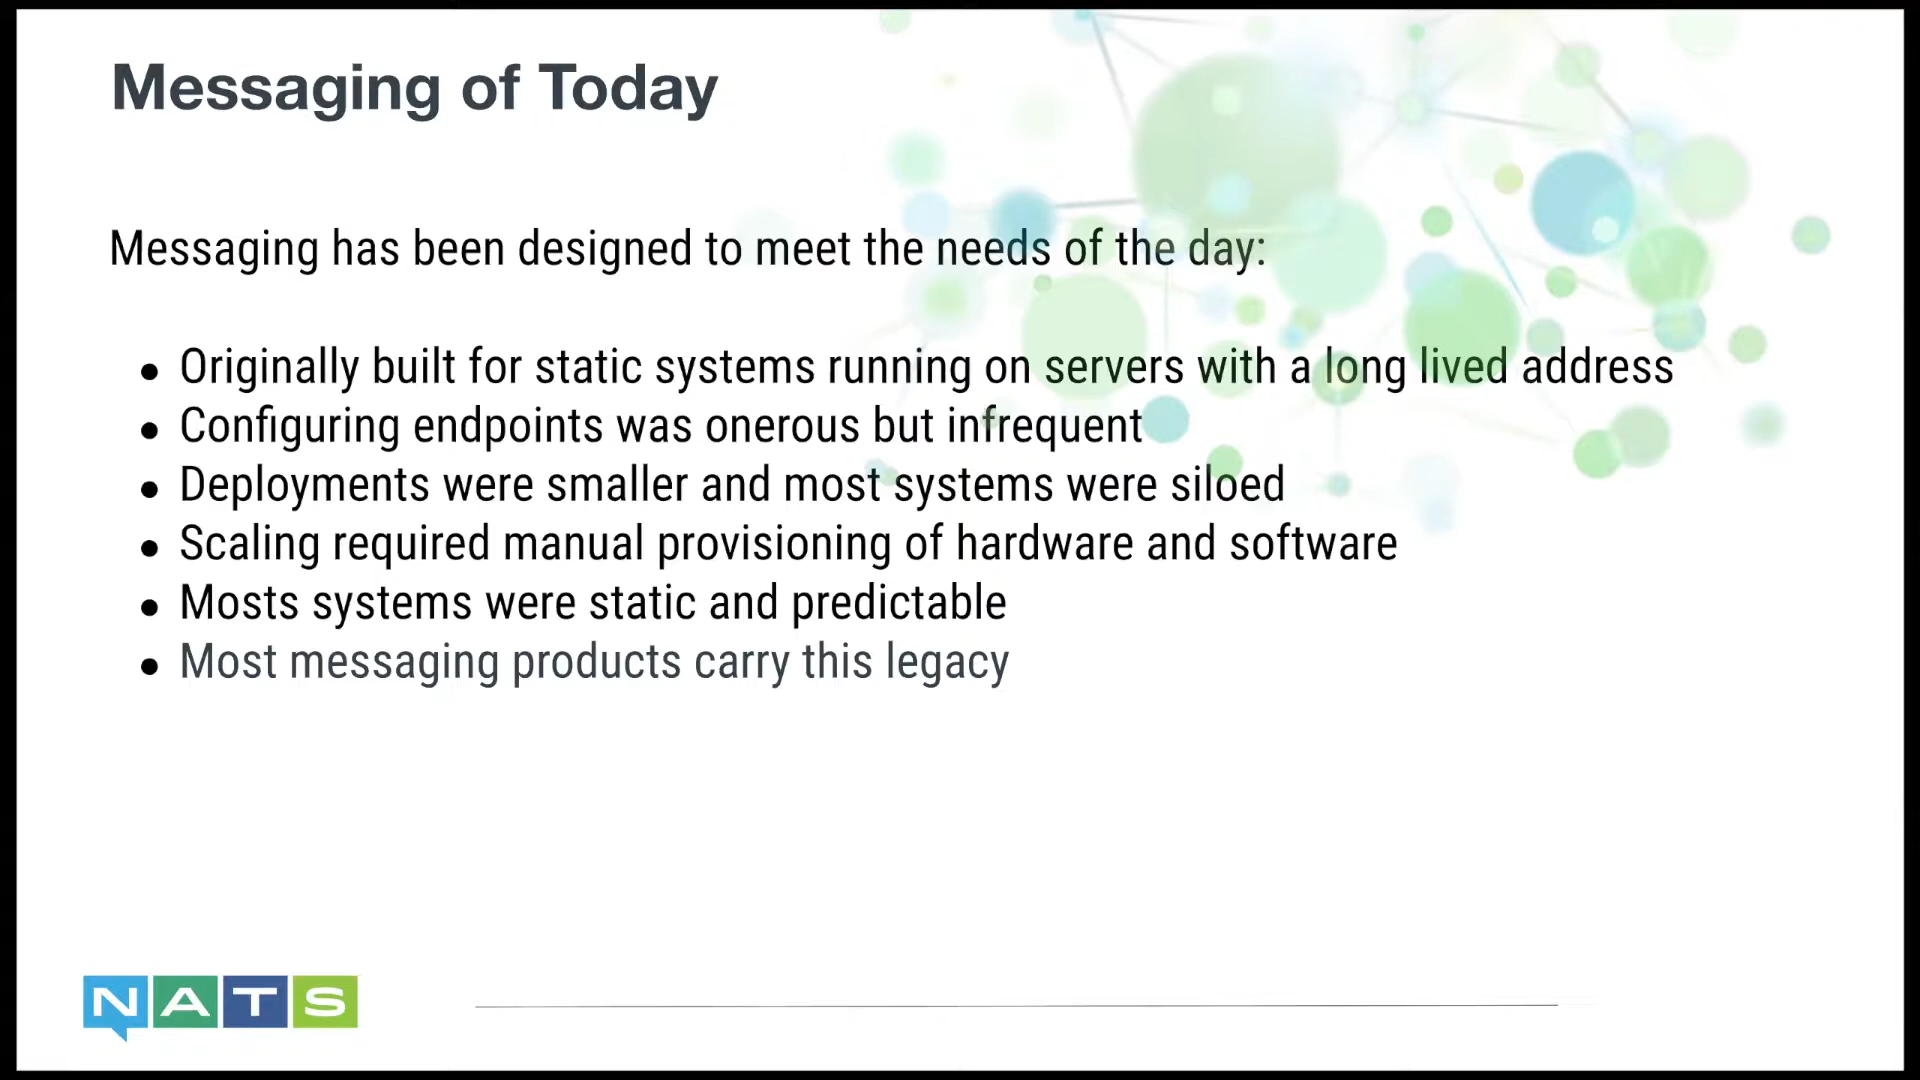 Messaging of Today
Messaging has been designed to meet the needs of the day:
● Originally built for static systems running on servers with a long lived address
● Configuring endpoints was onerous but infrequent
● Deployments were smaller and most systems were siloed
● Scaling required manual provisioning of hardware and software
● Mosts systems were static and predictable
● Most messaging products carry this legacy
NATS